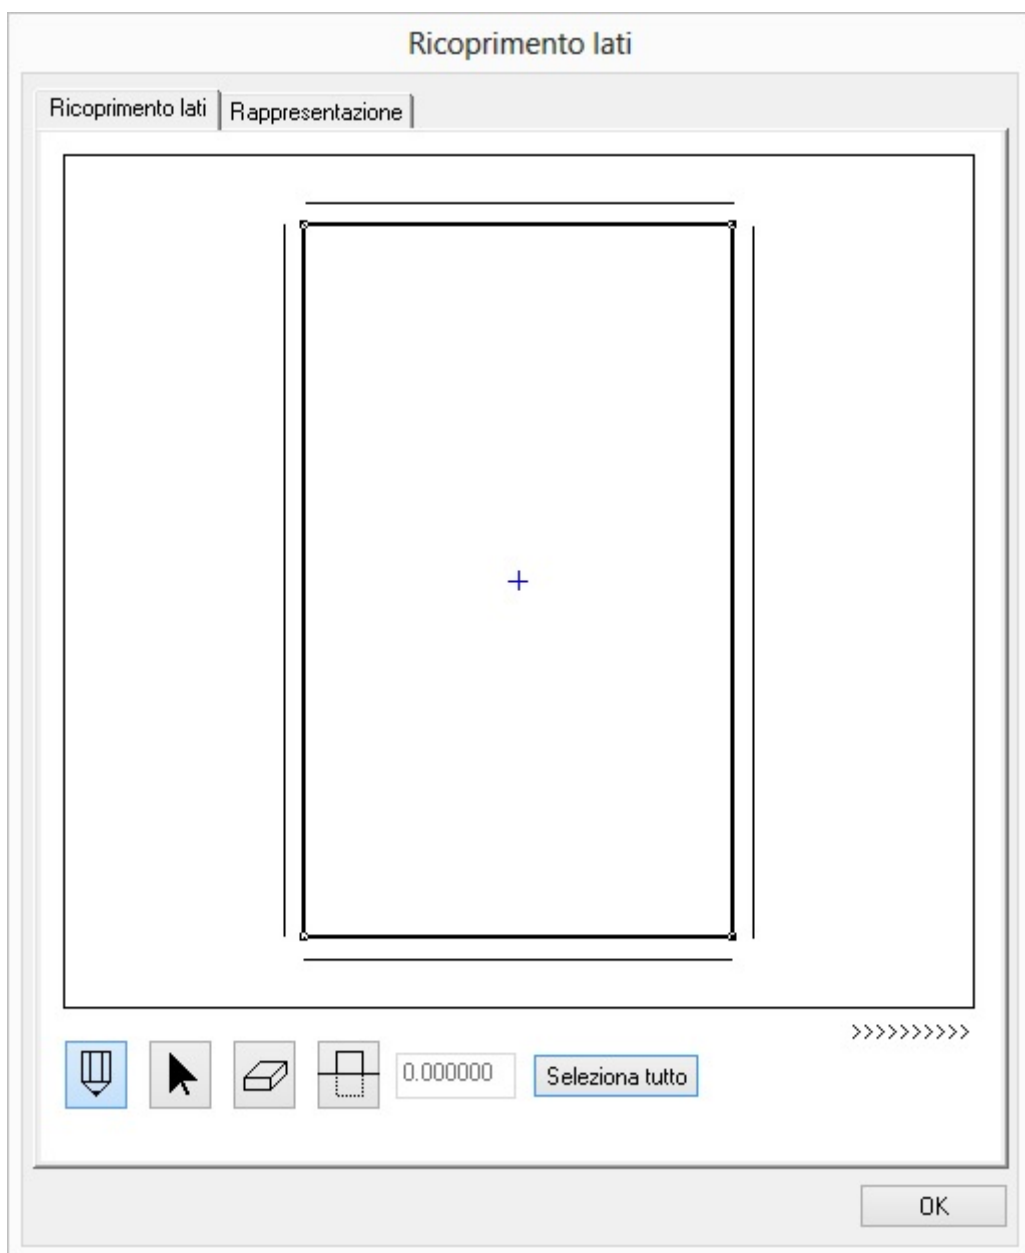 Ricoprimento lati
Ricoprimento lati
Rappresentazione
>>>>>>>>>>
0.000000
Seleziona tutto
OK